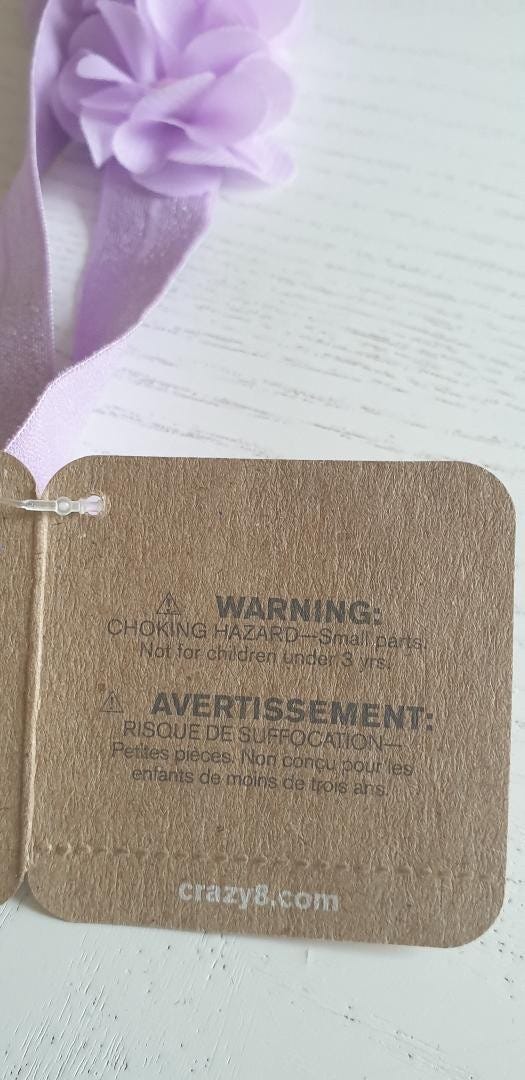 ⚠ WARNING:
CHOKING HAZARD—Small parts.
Not for children under 3 yrs.
⚠ AVERTISSEMENT:
RISQUE DE SUFFOCATION—
Petites pièces. Non conçu pour les
enfants de moins de trois ans.
crazy8.com